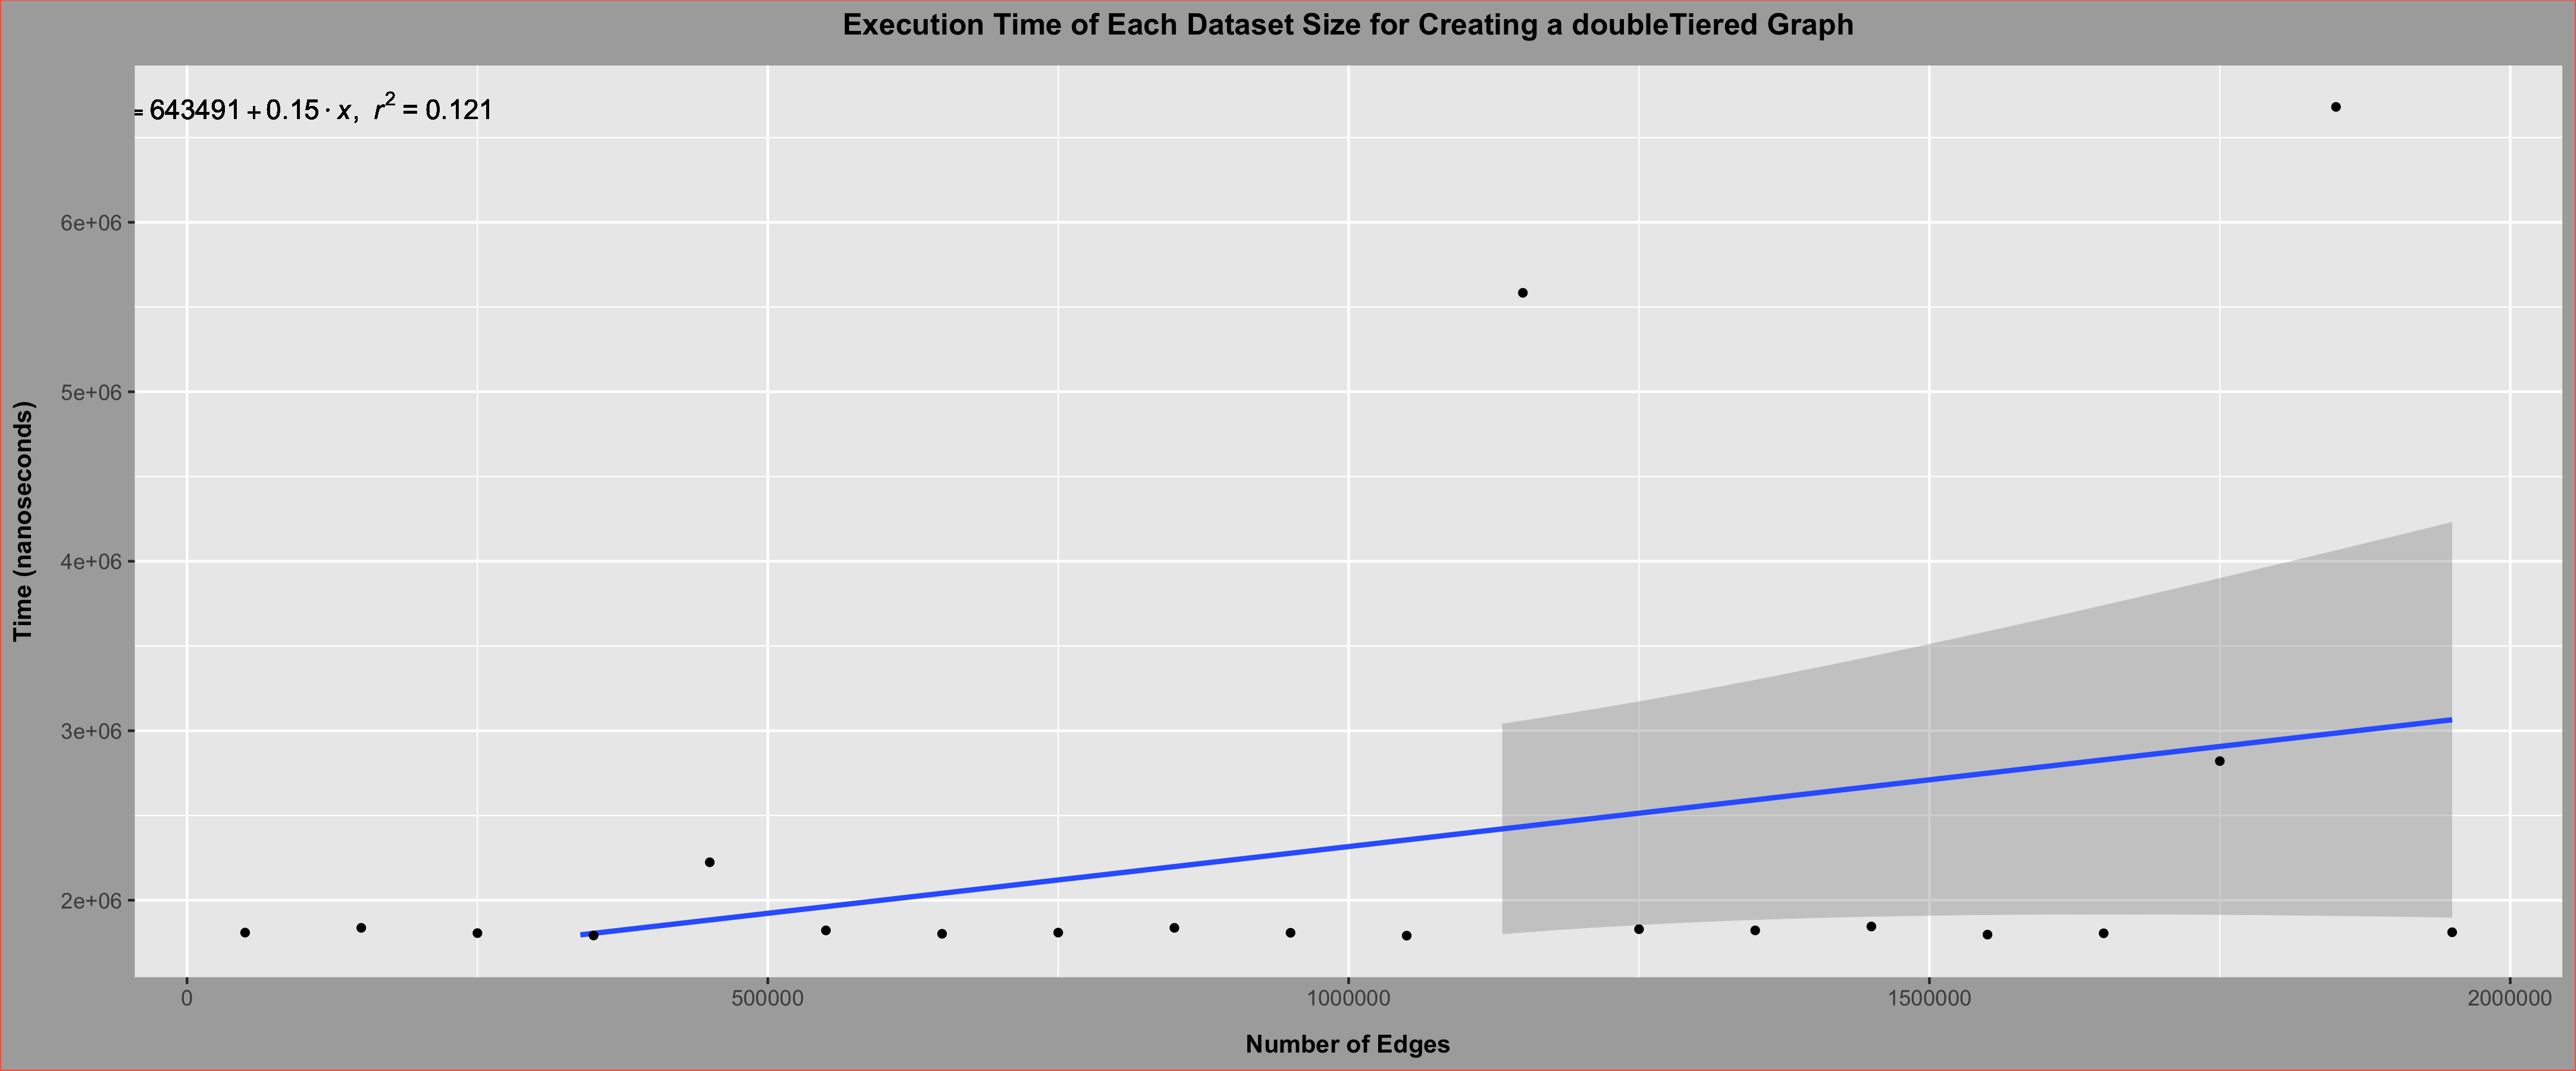 Execution Time of Each Dataset Size for Creating a doubleTiered Graph
= 643491 + 0.15 · x, r² = 0.121
6e+06
5e+06
4e+06
3e+06
2e+06
Time (nanoseconds)
0 500000 1000000 1500000 2000000
Number of Edges